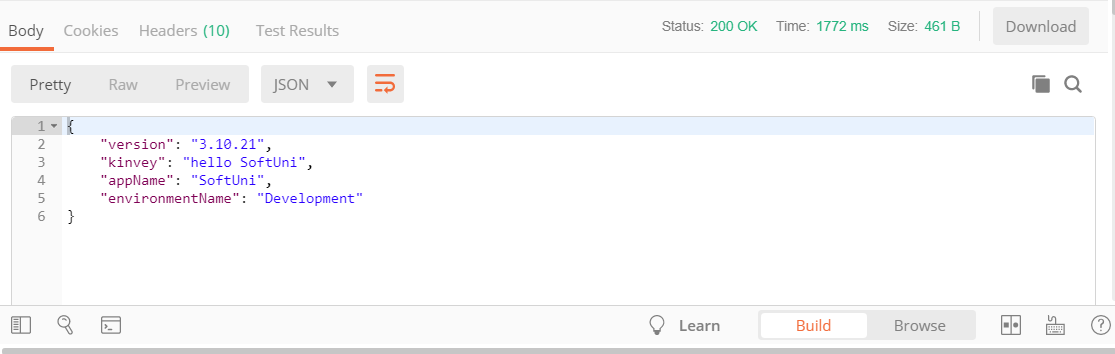 Body Cookies Headers (10) Test Results Status: 200 OK Time: 1772 ms Size: 461 B Download
Pretty Raw Preview JSON
1 {
2 "version": "3.10.21",
3 "kinvey": "hello SoftUni",
4 "appName": "SoftUni",
5 "environmentName": "Development"
6 }
Learn Build Browse